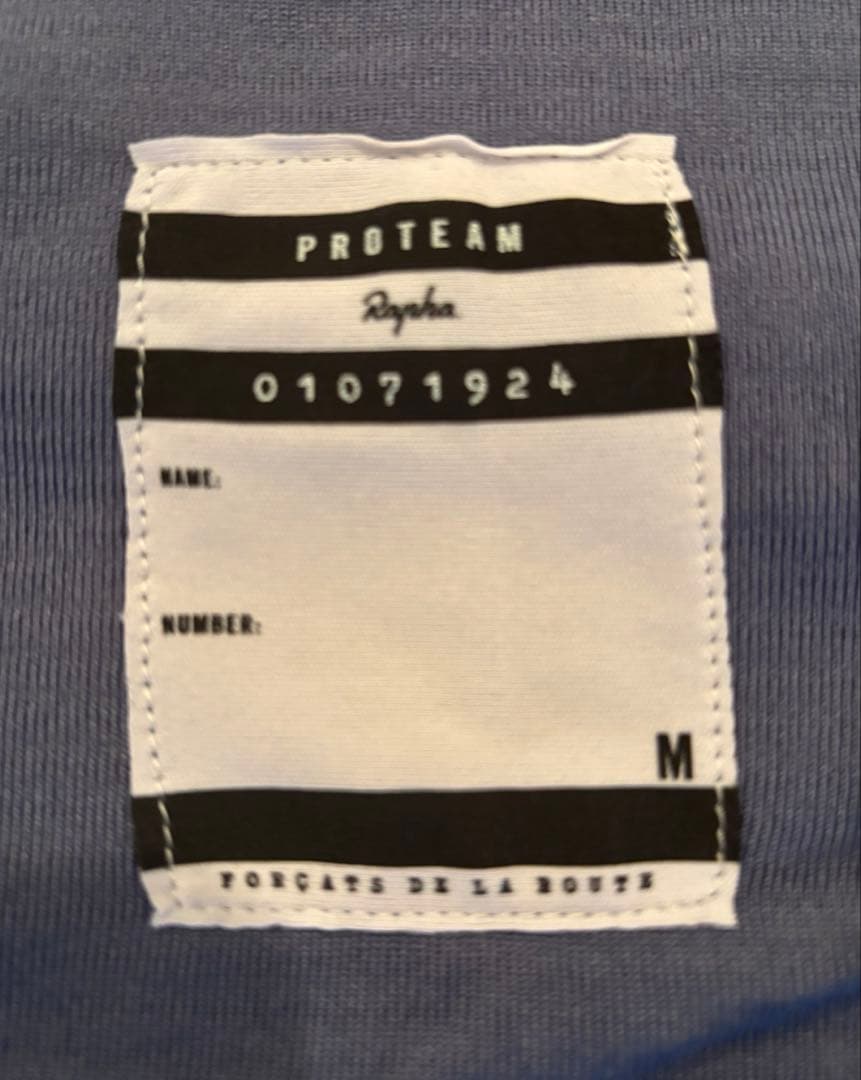 PROTEAM
Rapha
01071924
NAME:
NUMBER:
M
FORÇATS DE LA ROUTE